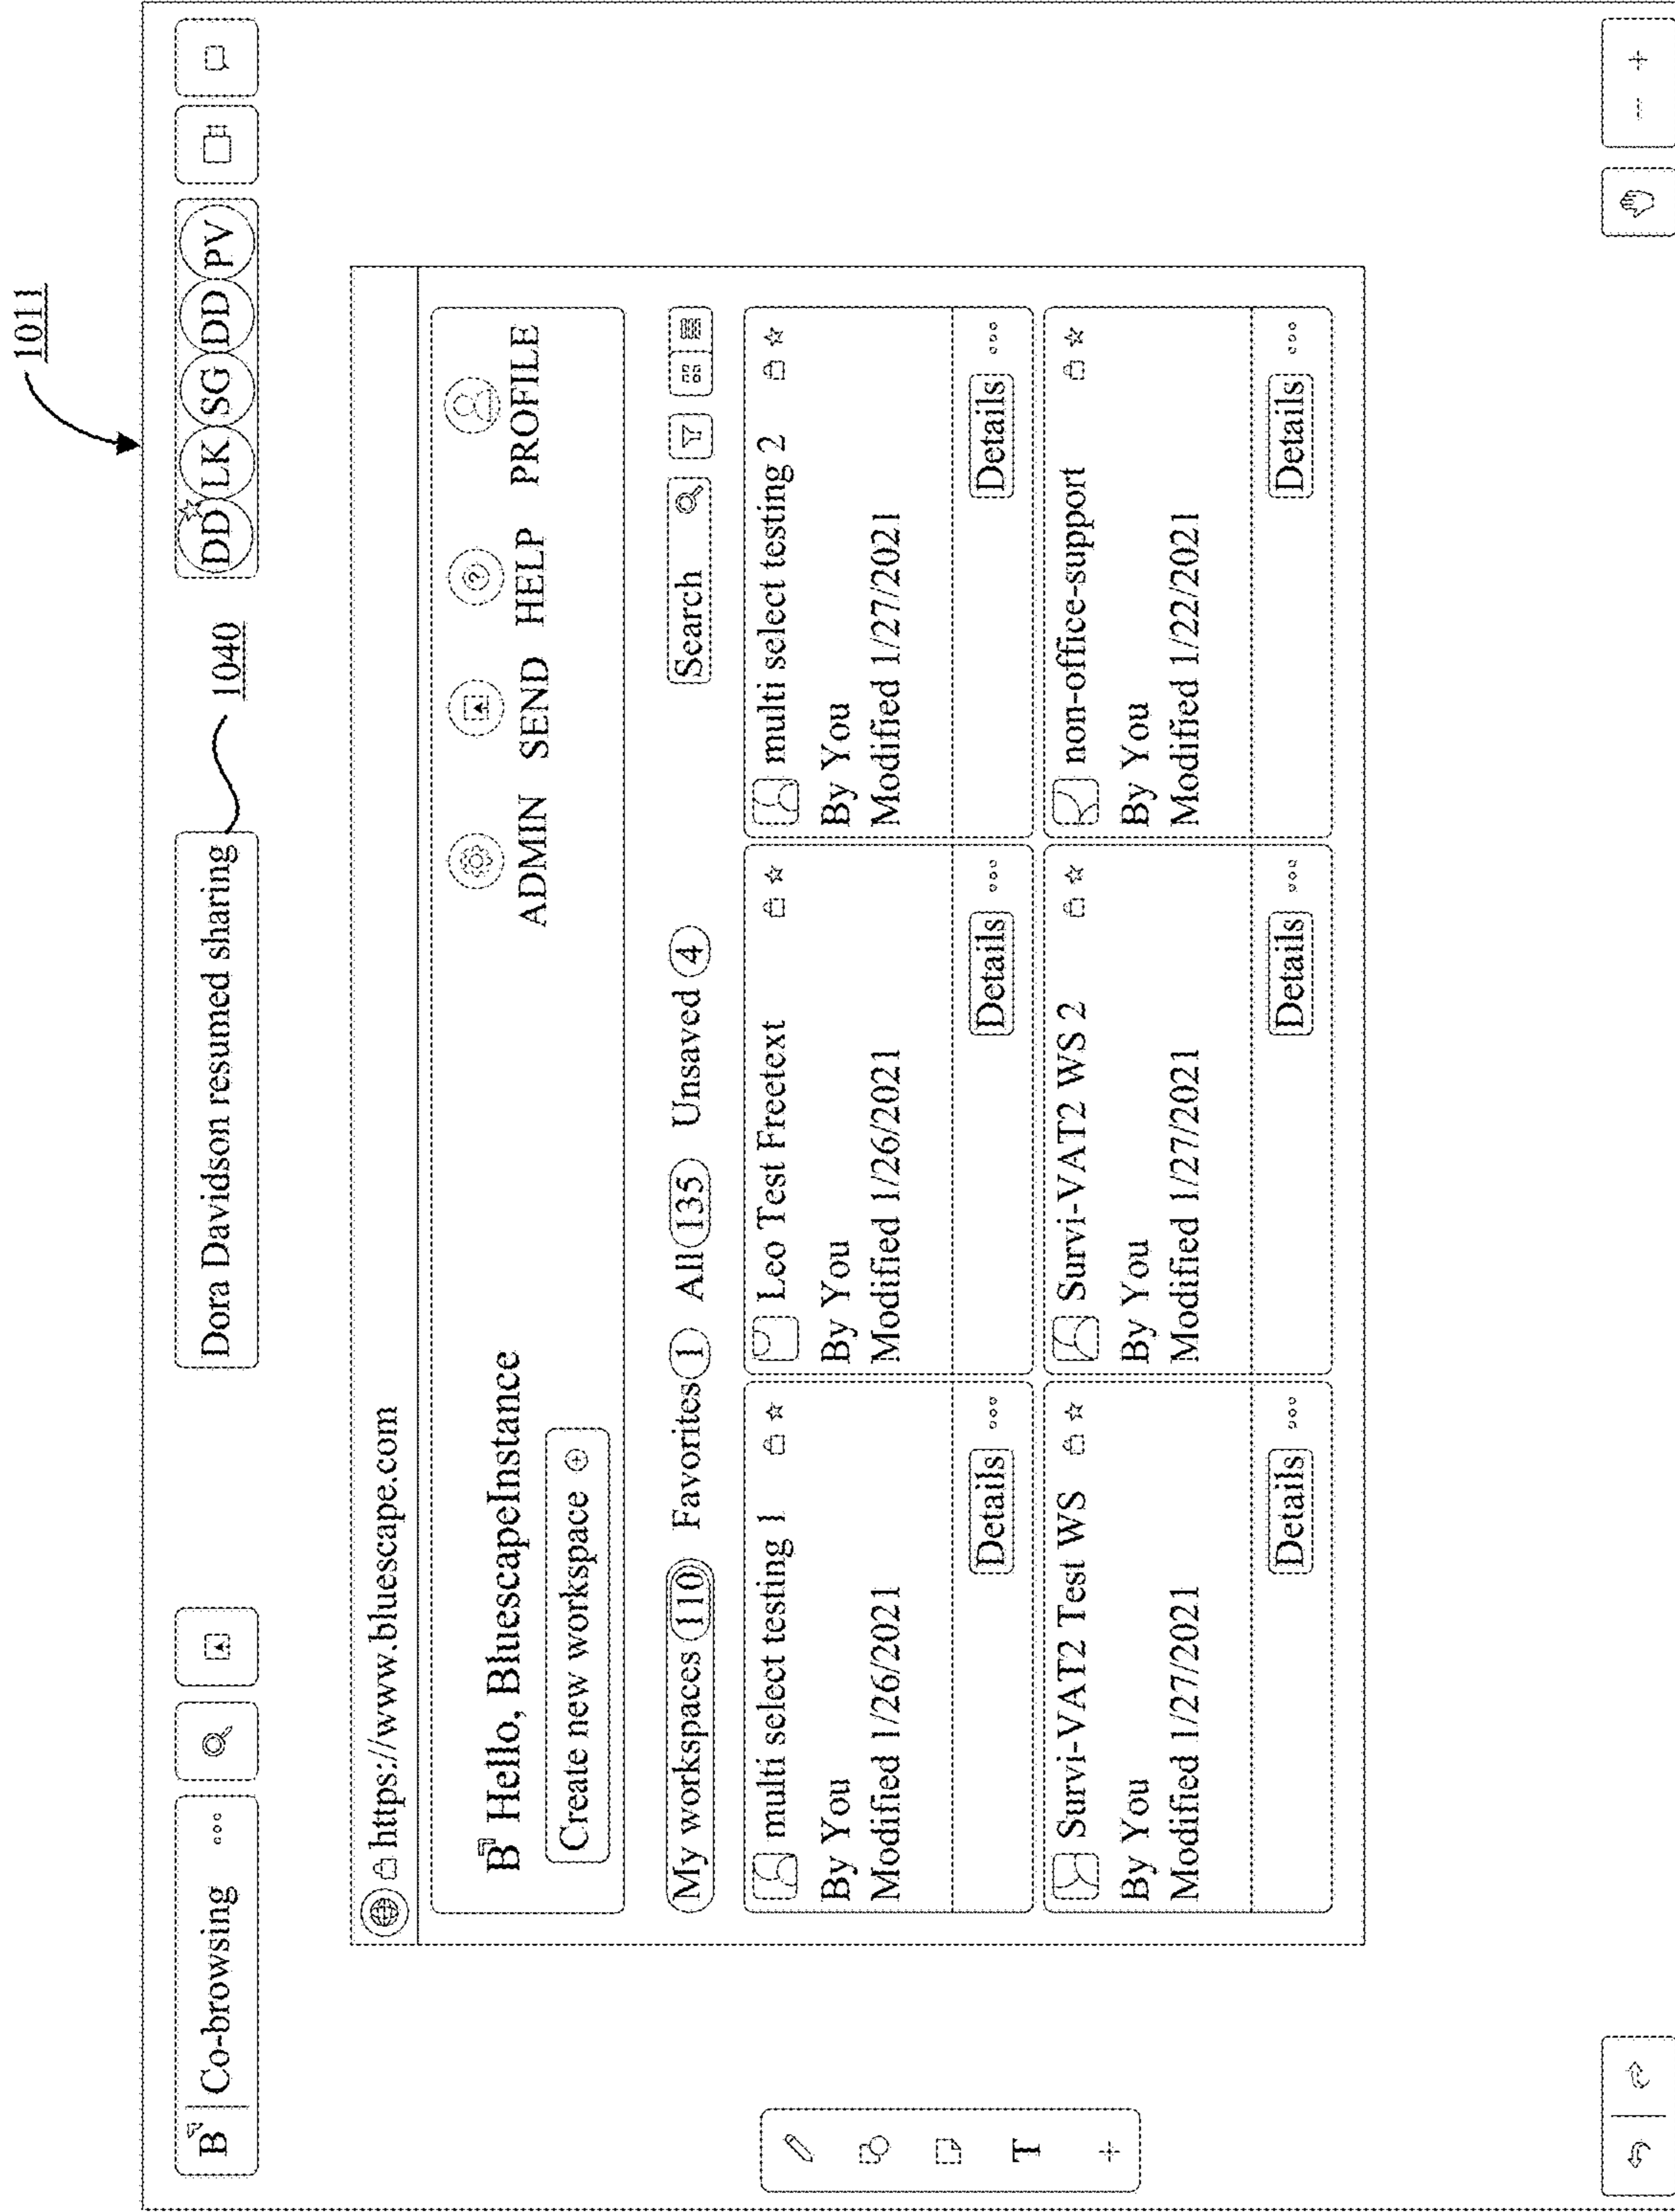 1011
B Co-browsing
Dora Davidson resumed sharing
1040
DD LK SG DD PV
https://www.bluescape.com
B Hello, BluescapeInstance
Create new workspace
ADMIN SEND HELP PROFILE
My workspaces 110 Favorites 1 All 135 Unsaved 4 Search
multi select testing 1
By You
Modified 1/26/2021
Details
Leo Test Freetext
By You
Modified 1/26/2021
Details
multi select testing 2
By You
Modified 1/27/2021
Details
Survi-VAT2 Test WS
By You
Modified 1/27/2021
Details
Survi-VAT2 WS 2
By You
Modified 1/27/2021
Details
non-office-support
By You
Modified 1/22/2021
Details
T